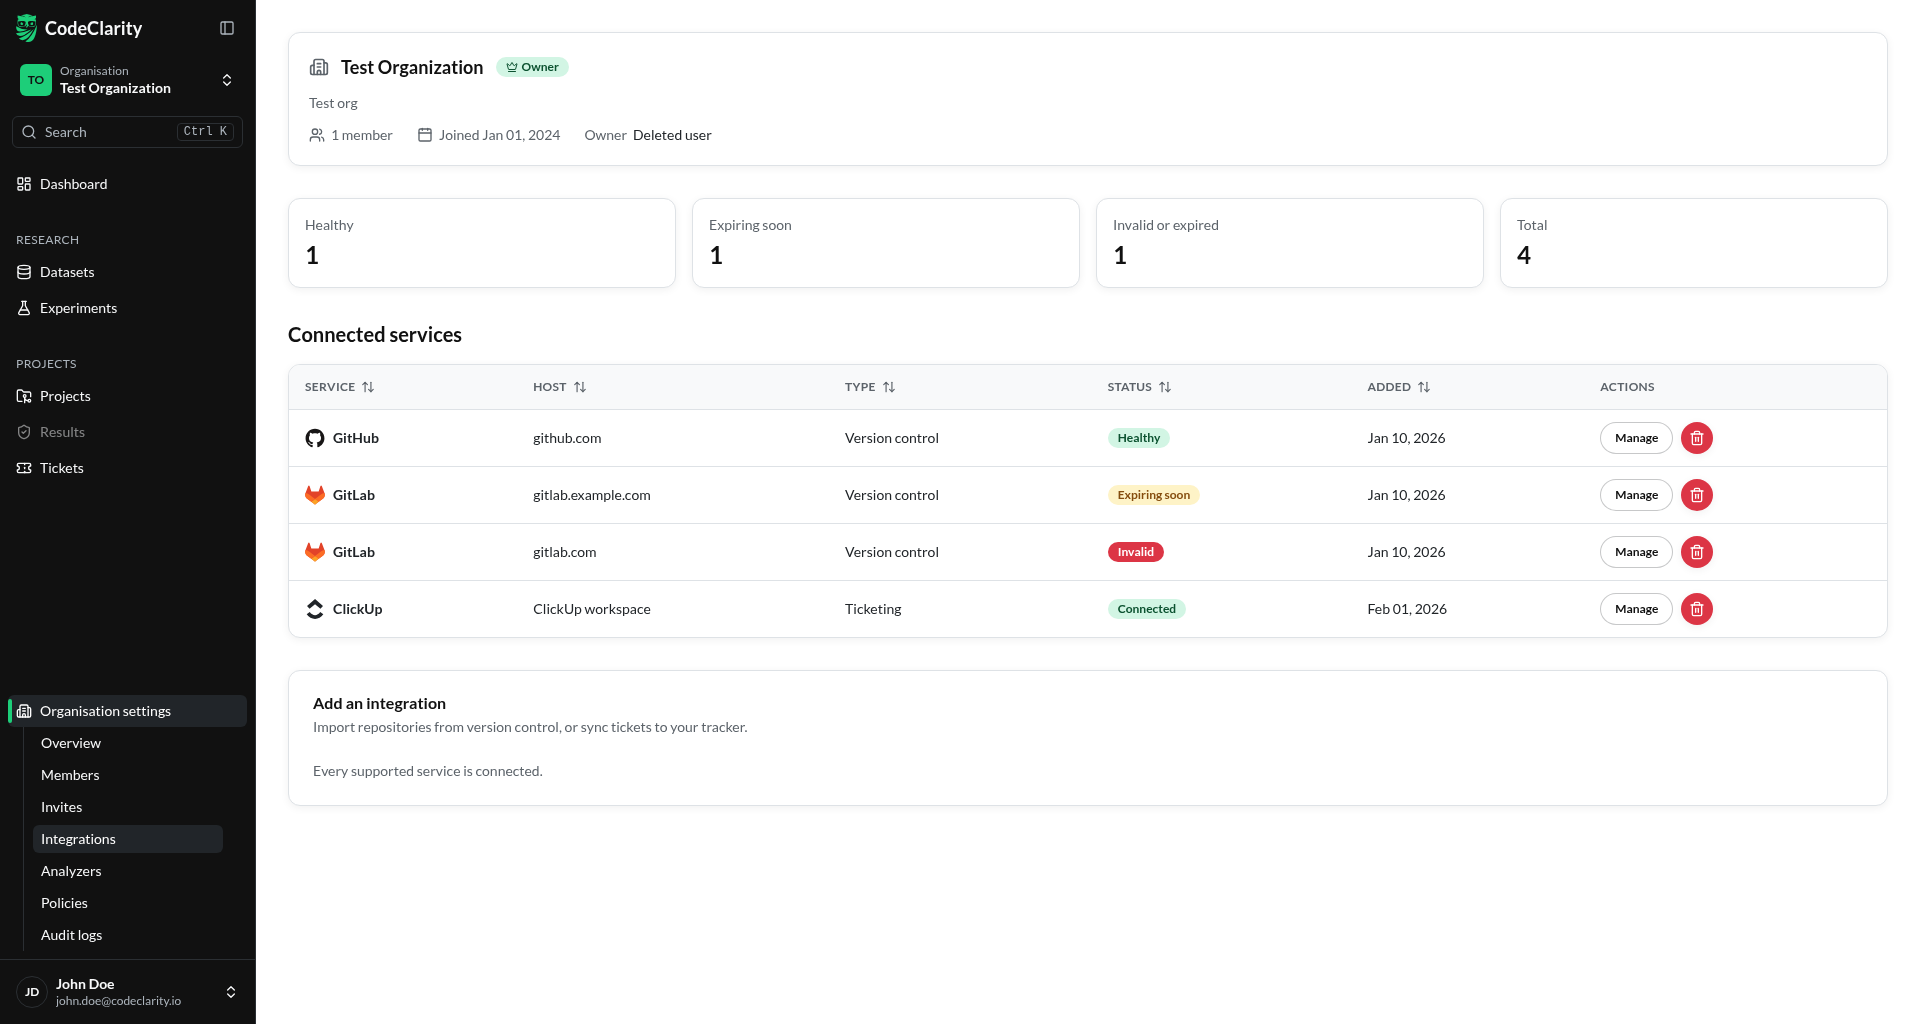 CodeClarity
TO
Organisation
Test Organization
Search
Ctrl K
Dashboard
RESEARCH
Datasets
Experiments
PROJECTS
Projects
Results
Tickets
Organisation settings
Overview
Members
Invites
Integrations
Analyzers
Policies
Audit logs
JD
John Doe
john.doe@codeclarity.io
Test Organization
Owner
Test org
1 member
Joined Jan 01, 2024
Owner Deleted user
Healthy
1
Expiring soon
1
Invalid or expired
1
Total
4
Connected services
SERVICE HOST TYPE STATUS ADDED ACTIONS
GitHub github.com Version control Healthy Jan 10, 2026 Manage
GitLab gitlab.example.com Version control Expiring soon Jan 10, 2026 Manage
GitLab gitlab.com Version control Invalid Jan 10, 2026 Manage
ClickUp ClickUp workspace Ticketing Connected Feb 01, 2026 Manage
Add an integration
Import repositories from version control, or sync tickets to your tracker.
Every supported service is connected.